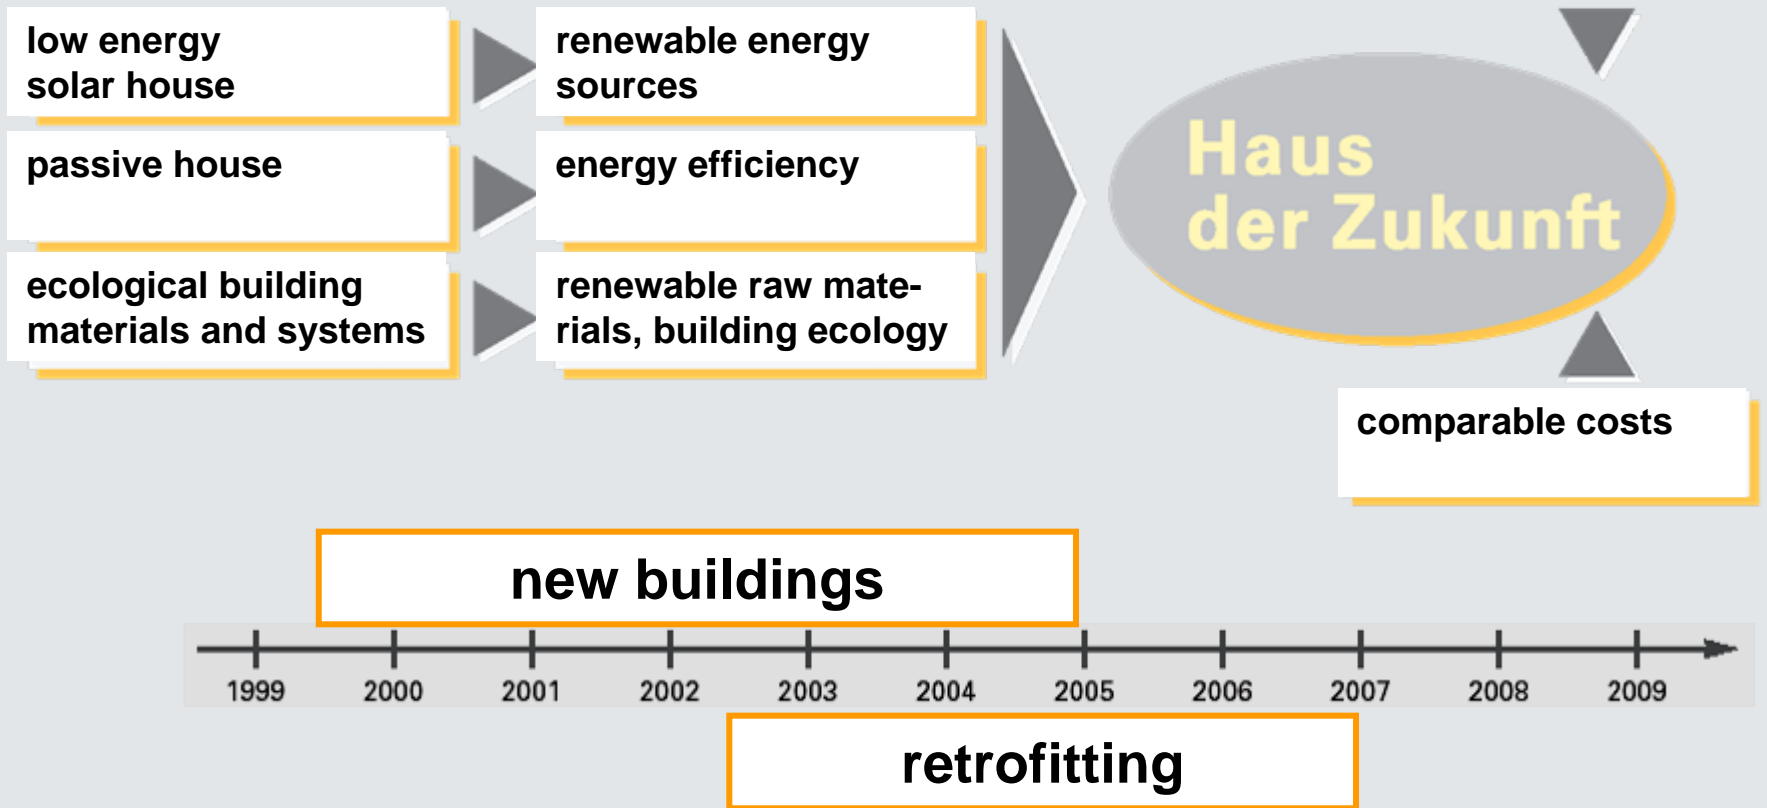 low energy
solar house
renewable energy
sources
passive house
energy efficiency
ecological building
materials and systems
renewable raw mate-
rials, building ecology
Haus
der Zukunft
comparable costs
new buildings
1999 2000 2001 2002 2003 2004 2005 2006 2007 2008 2009
retrofitting